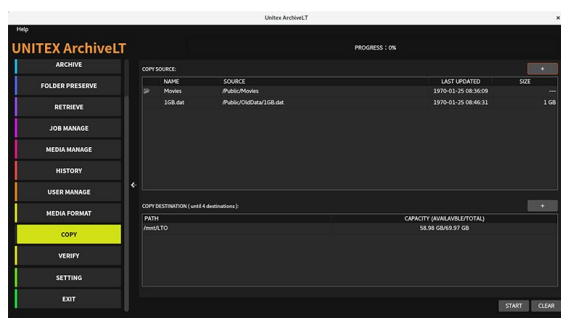 Unitex ArchiveLT
×
Help
UNITEX ArchiveLT
PROGRESS : 0%
ARCHIVE
FOLDER PRESERVE
RETRIEVE
JOB MANAGE
MEDIA MANAGE
HISTORY
USER MANAGE
MEDIA FORMAT
COPY
VERIFY
SETTING
EXIT
COPY SOURCE:
+
NAME SOURCE LAST UPDATED SIZE
Movies /Public/Movies 1970-01-25 08:36:09 ---
1GB.dat /Public/OldData/1GB.dat 1970-01-25 08:46:31 1 GB
COPY DESTINATION ( until 4 destinations ):
+
PATH CAPACITY (AVAILAVBLE/TOTAL)
/mnt/LTO 58.98 GB/69.97 GB
START CLEAR